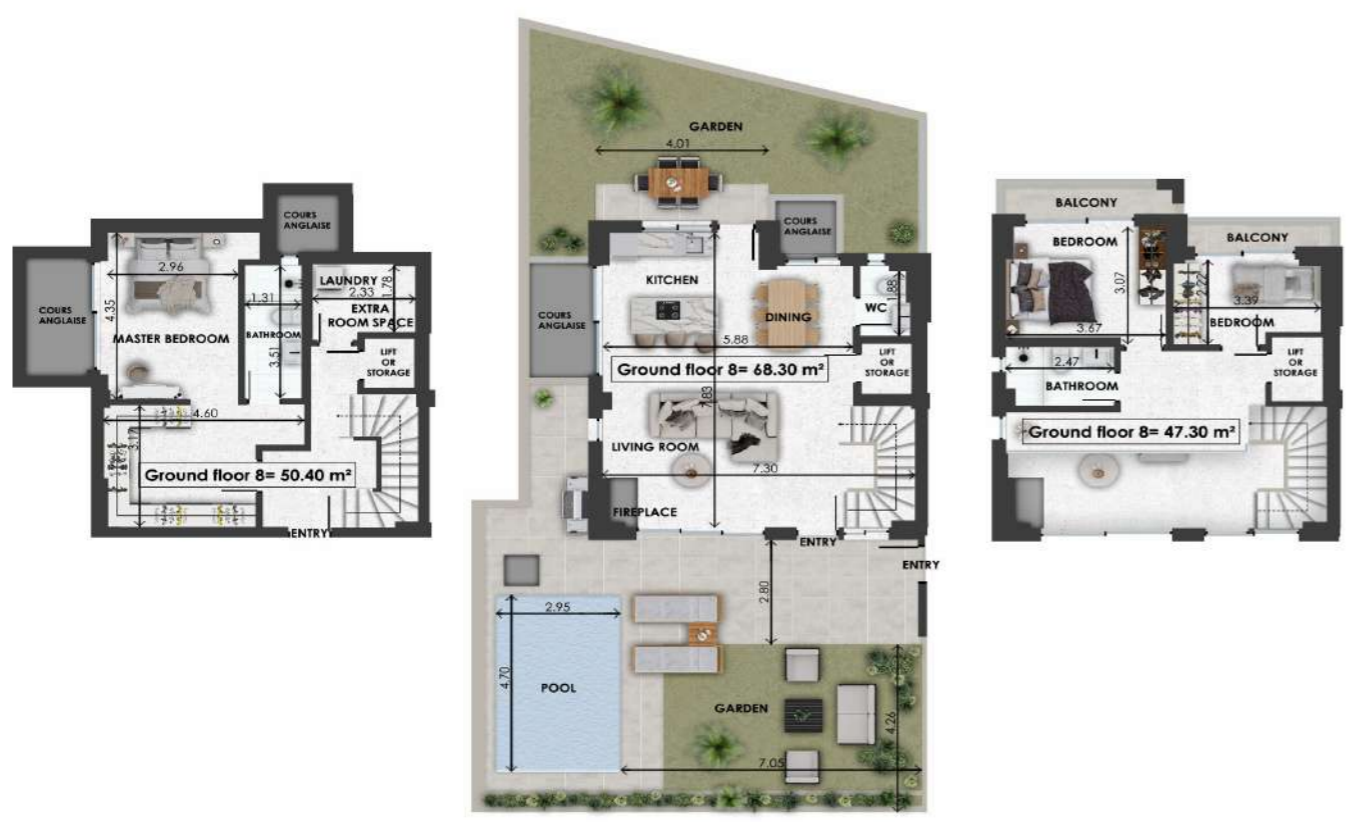 COURS
ANGLAISE
COURS
ANGLAISE
2.96
4.35
MASTER BEDROOM
1.31
BATHROOM
3.51
LAUNDRY
2.33
1.78
EXTRA
ROOM SPACE
LIFT
OR
STORAGE
4.60
3.17
Ground floor 8= 50.40 m²
ENTRY
GARDEN
4.01
COURS
ANGLAISE
COURS
ANGLAISE
KITCHEN
DINING
WC
.88
5.88
LIFT
OR
STORAGE
Ground floor 8= 68.30 m²
7.83
LIVING ROOM
7.30
FIREPLACE
ENTRY
ENTRY
2.80
2.95
4.70
POOL
GARDEN
4.26
7.05
BALCONY
BALCONY
BEDROOM
3.07
3.67
2.22
3.39
BEDROOM
2.47
BATHROOM
LIFT
OR
STORAGE
Ground floor 8= 47.30 m²